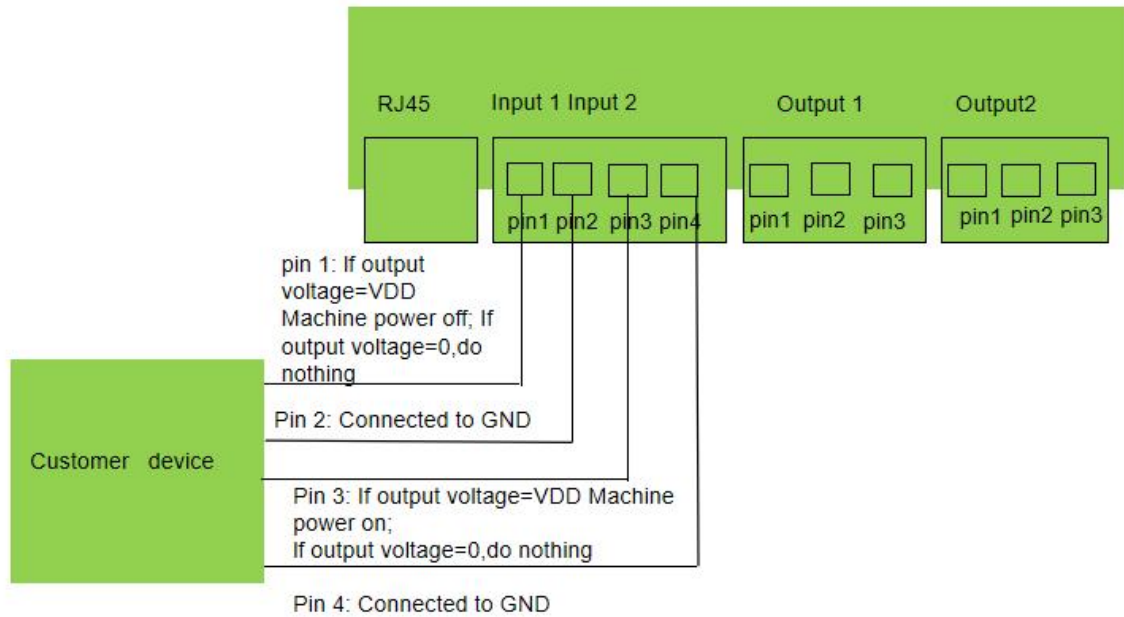 RJ45 Input 1 Input 2 Output 1 Output2
pin1 pin2 pin3 pin4 pin1 pin2 pin3 pin1 pin2 pin3
pin 1: If output
voltage=VDD
Machine power off; If
output voltage=0,do
nothing
Pin 2: Connected to GND
Customer device
Pin 3: If output voltage=VDD Machine
power on;
If output voltage=0,do nothing
Pin 4: Connected to GND